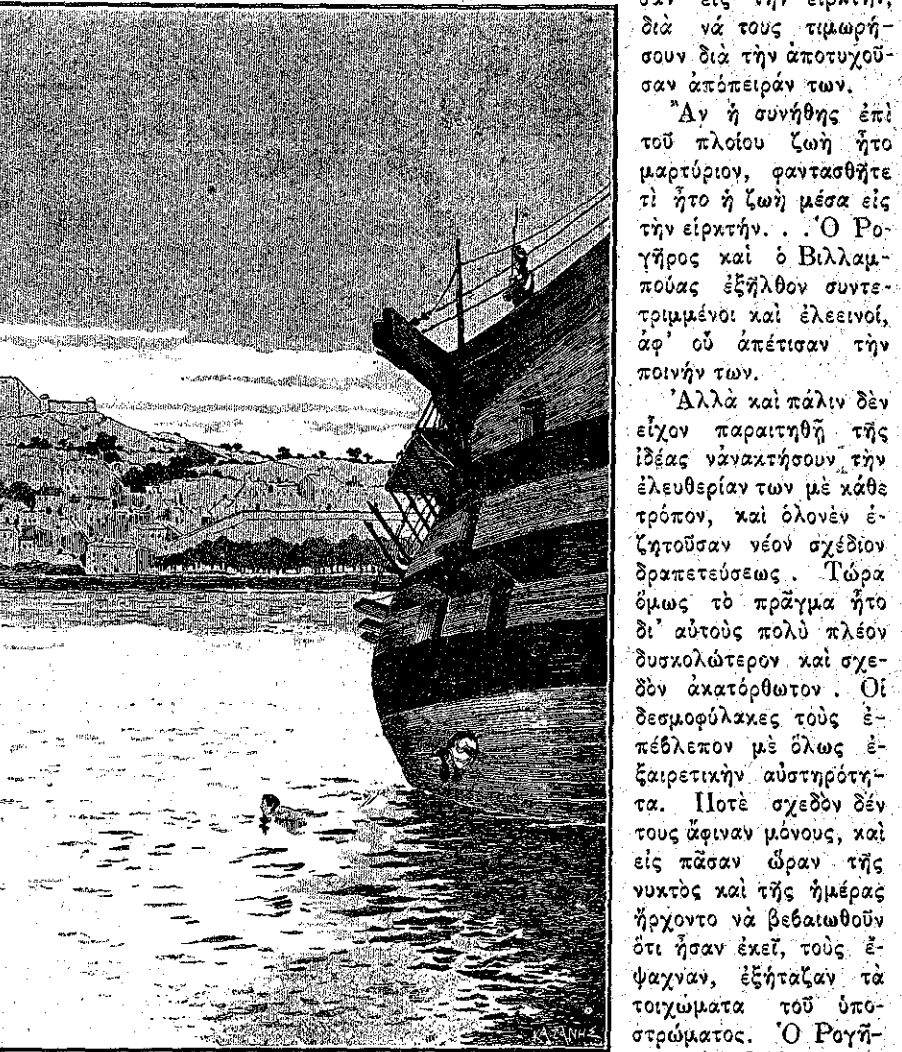 σαν εἰς τὴν εἱρκτήν,
διὰ νά τους τιμωρή-
σουν διὰ τὴν ἀποτυχοῦ-
σαν ἀπόπειράν των.
Ἂν ἡ συνήθης ἐπὶ
τοῦ πλοίου ζωὴ ἦτο
μαρτύριον, φαντασθῆτε
τὶ ἦτο ἡ ζωὴ μέσα εἰς
τὴν εἱρκτήν. . . Ὁ Ρο-
γῆρος καὶ ὁ Βιλλαμ-
πούας ἐξῆλθον συντε-
τριμμένοι καὶ ἐλεεινοί,
ἀφ' οὗ ἀπέτισαν τὴν
ποινήν των.
Ἀλλὰ καὶ πάλιν δὲν
εἶχον παραιτηθῆ τῆς
ἰδέας νἀνακτήσουν τὴν
ἐλευθερίαν των μὲ κάθε
τρόπον, καὶ ὁλονὲν ἐ-
ζητοῦσαν νέον σχέδιον
δραπετεύσεως. Τώρα
ὅμως τὸ πρᾶγμα ἦτο
δι' αὐτοὺς πολὺ πλέον
δυσκολώτερον καὶ σχε-
δὸν ἀκατόρθωτον. Οἱ
δεσμοφύλακες τοὺς ἐ-
πέβλεπον μὲ ὅλως ἐ-
ξαιρετικὴν αὐστηρότη-
τα. Ποτὲ σχεδὸν δέν
τους ἄφιναν μόνους, καὶ
εἰς πᾶσαν ὥραν τῆς
νυκτὸς καὶ τῆς ἡμέρας
ἤρχοντο νὰ βεβαιωθοῦν
ὅτι ἦσαν ἐκεῖ, τοὺς ἔ-
ψαχναν, ἐξήταζαν τὰ
τοιχώματα τοῦ ὑπο-
στρώματος. Ὁ Ρογῆ-